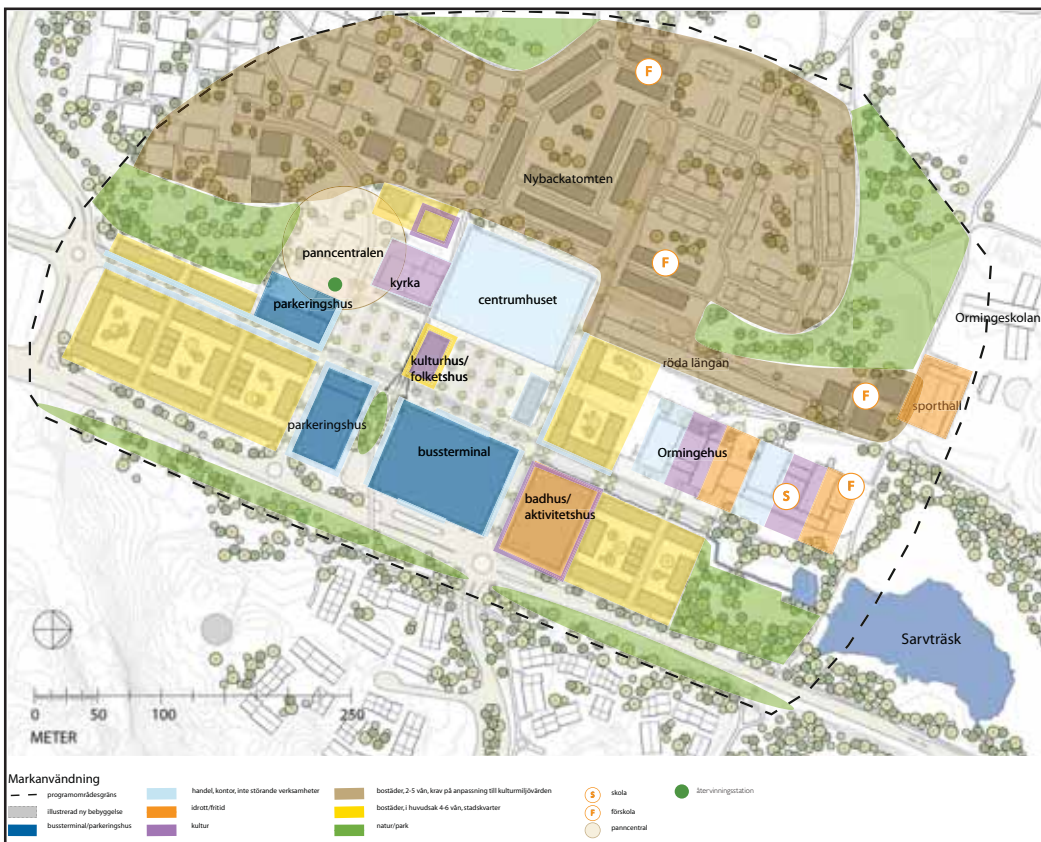 F
Nybackatomten
panncentralen
F
kyrka
centrumhuset
parkeringshus
Ormingeskolan
kulturhus/
folketshus
röda längan
F
sporthall
parkeringshus
bussterminal
Ormingehus
S
F
badhus/
aktivitetshus
Sarvträsk
0 50 100 250
METER
Markanvändning
programområdesgräns
illustrerad ny bebyggelse
bussterminal/parkeringshus
handel, kontor, inte störande verksamheter
idrott/fritid
kultur
bostäder, 2-5 vån, krav på anpassning till kulturmiljövärden
bostäder, i huvudsak 4-6 vån, stadskvarter
natur/park
S skola
F förskola
panncentral
återvinningsstation